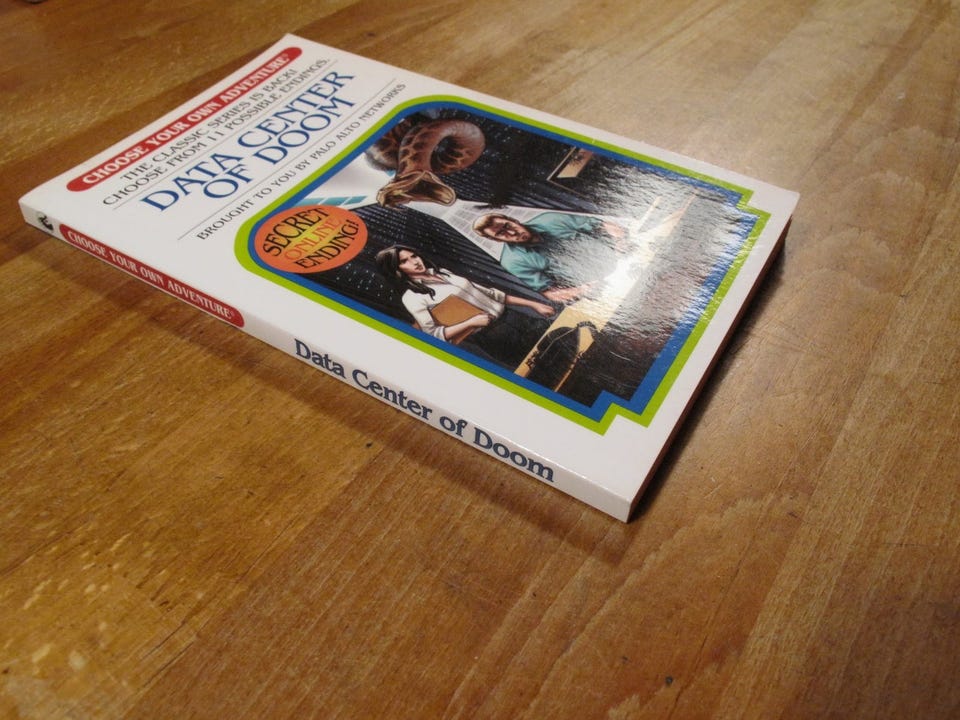 CHOOSE YOUR OWN ADVENTURE®
THE CLASSIC SERIES IS BACK!
CHOOSE FROM 11 POSSIBLE ENDINGS.
DATA CENTER
OF DOOM
BROUGHT TO YOU BY PALO ALTO NETWORKS
SECRET
ONLINE
ENDING!
CHOOSE YOUR OWN ADVENTURE®
Data Center of Doom